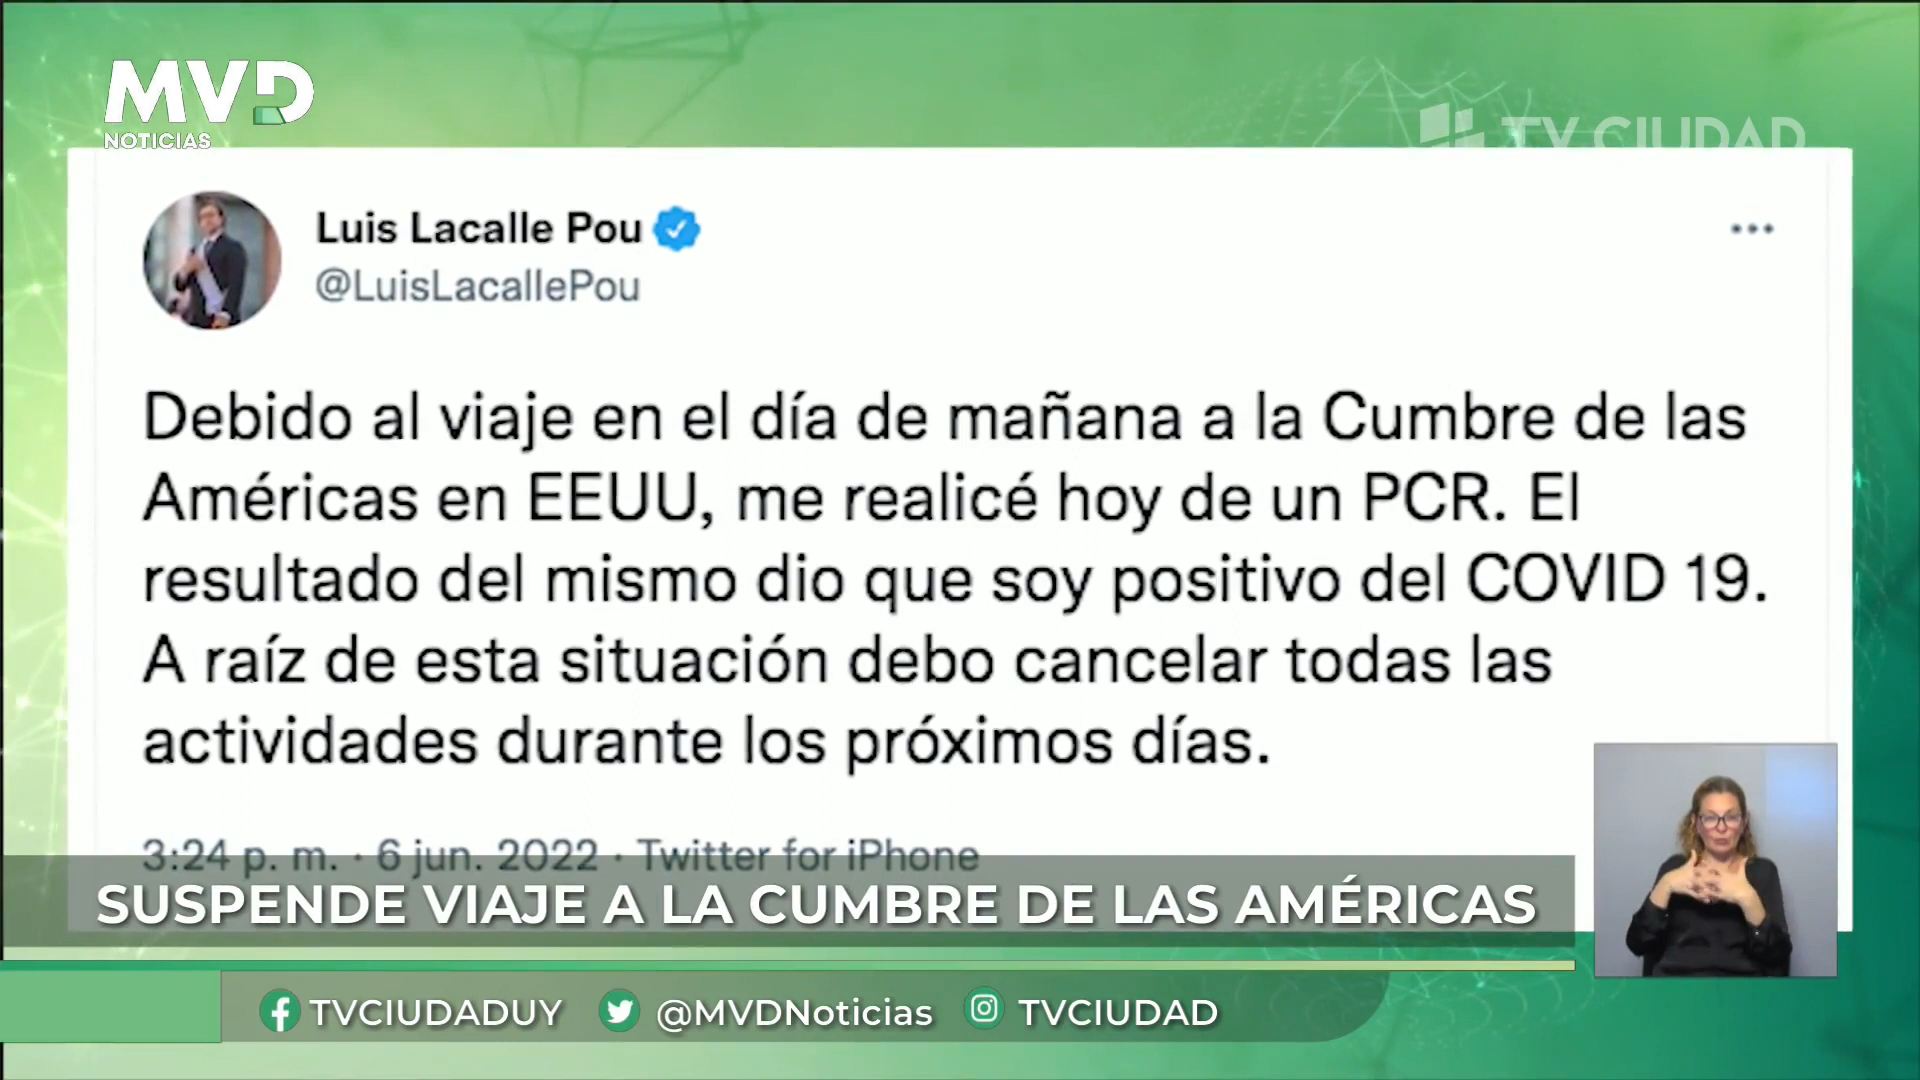 MVD
NOTICIAS
TV CIUDAD
Luis Lacalle Pou
@LuisLacallePou
Debido al viaje en el día de mañana a la Cumbre de las
Américas en EEUU, me realicé hoy de un PCR. El
resultado del mismo dio que soy positivo del COVID 19.
A raíz de esta situación debo cancelar todas las
actividades durante los próximos días.
3:24 p. m. · 6 jun. 2022 · Twitter for iPhone
SUSPENDE VIAJE A LA CUMBRE DE LAS AMÉRICAS
TVCIUDADUY @MVDNoticias TVCIUDAD